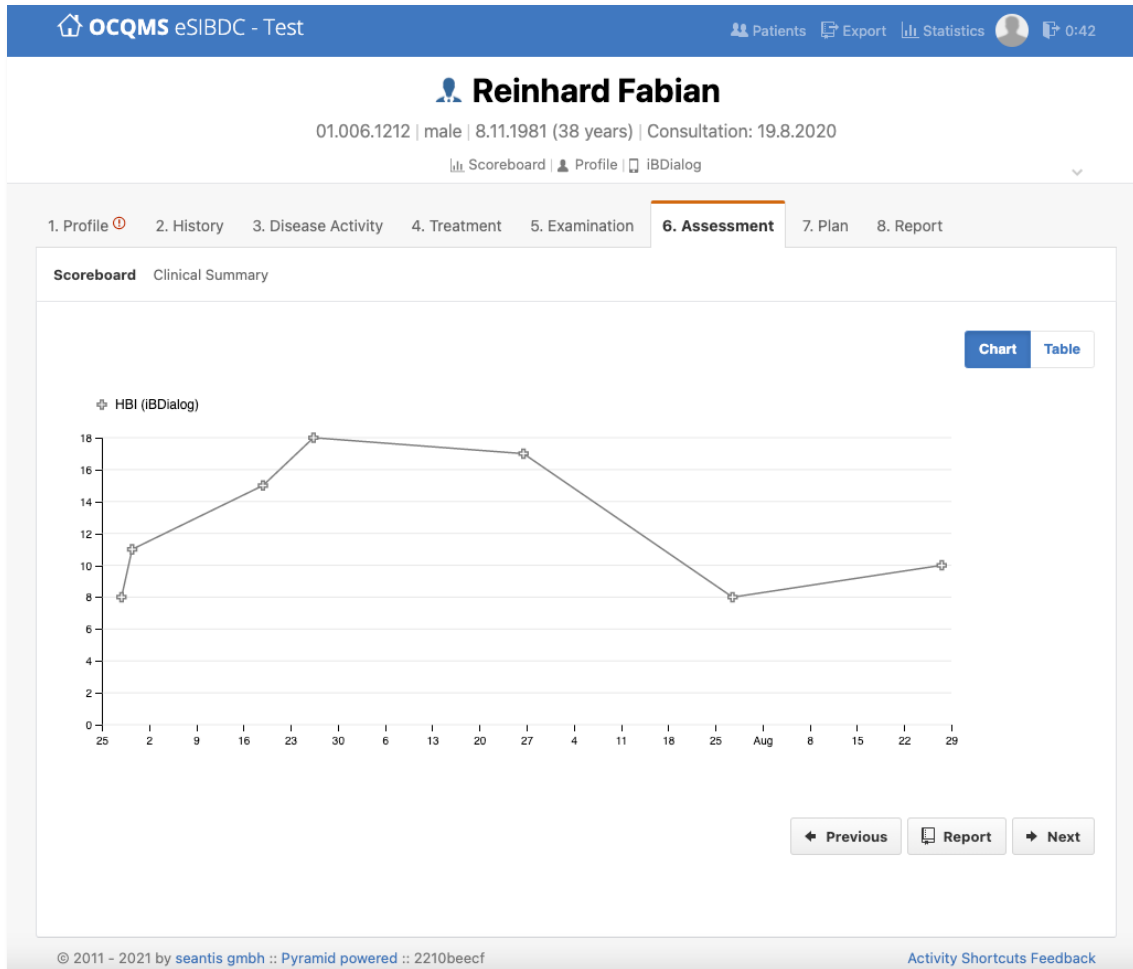 OCQMS eSIBDC - Test
Patients Export Statistics 0:42
Reinhard Fabian
01.006.1212 | male | 8.11.1981 (38 years) | Consultation: 19.8.2020
Scoreboard | Profile | iBDialog
1. Profile 2. History 3. Disease Activity 4. Treatment 5. Examination 6. Assessment 7. Plan 8. Report
Scoreboard Clinical Summary
Chart Table
HBI (iBDialog)
18
16
14
12
10
8
6
4
2
0
25 2 9 16 23 30 6 13 20 27 4 11 18 25 Aug 8 15 22 29
Previous Report Next
© 2011 - 2021 by seantis gmbh :: Pyramid powered :: 2210beecf
Activity Shortcuts Feedback